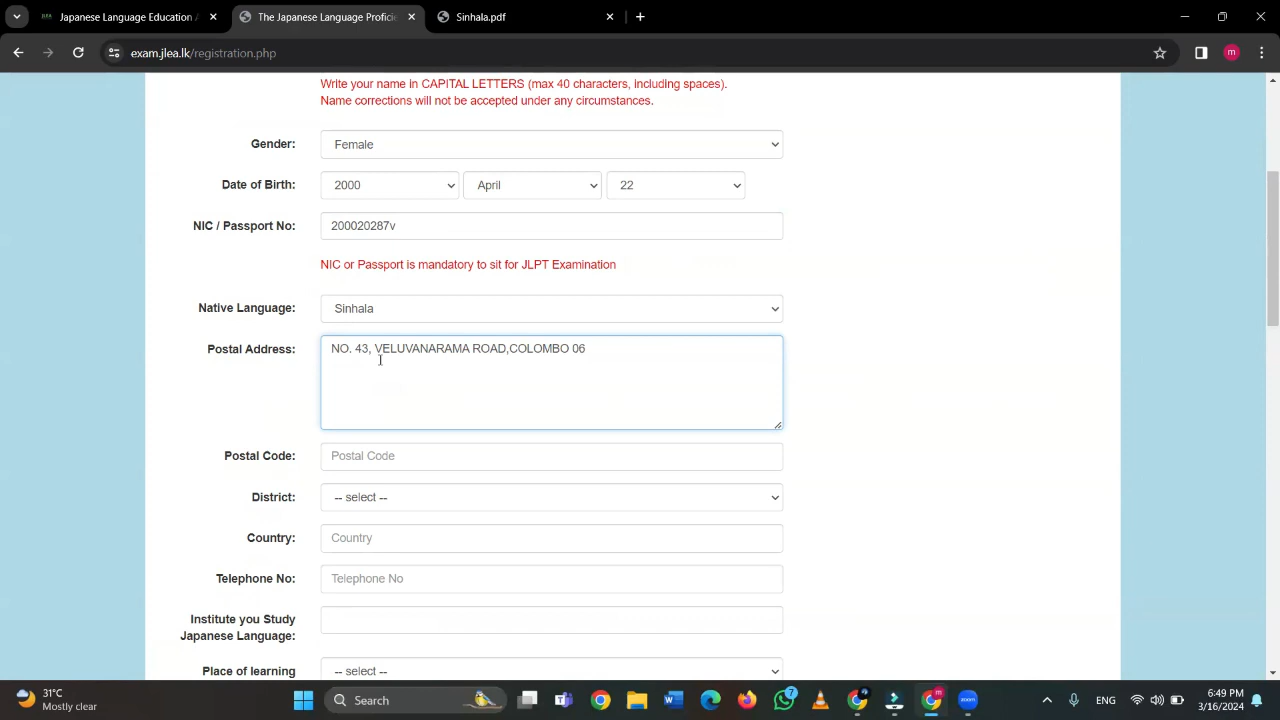 Japanese Language Education A
The Japanese Language Proficie
Sinhala.pdf
exam.jlea.lk/registration.php
m
Write your name in CAPITAL LETTERS (max 40 characters, including spaces).
Name corrections will not be accepted under any circumstances.
Gender:
Female
Date of Birth:
2000
April
22
NIC / Passport No:
200020287v
NIC or Passport is mandatory to sit for JLPT Examination
Native Language:
Sinhala
Postal Address:
NO. 43, VELUVANARAMA ROAD,COLOMBO 06
Postal Code:
Postal Code
District:
-- select --
Country:
Country
Telephone No:
Telephone No
Institute you Study
Japanese Language:
Place of learning
-- select --
31°C
Mostly clear
Search
7
zoom
ENG
6:49 PM
3/16/2024